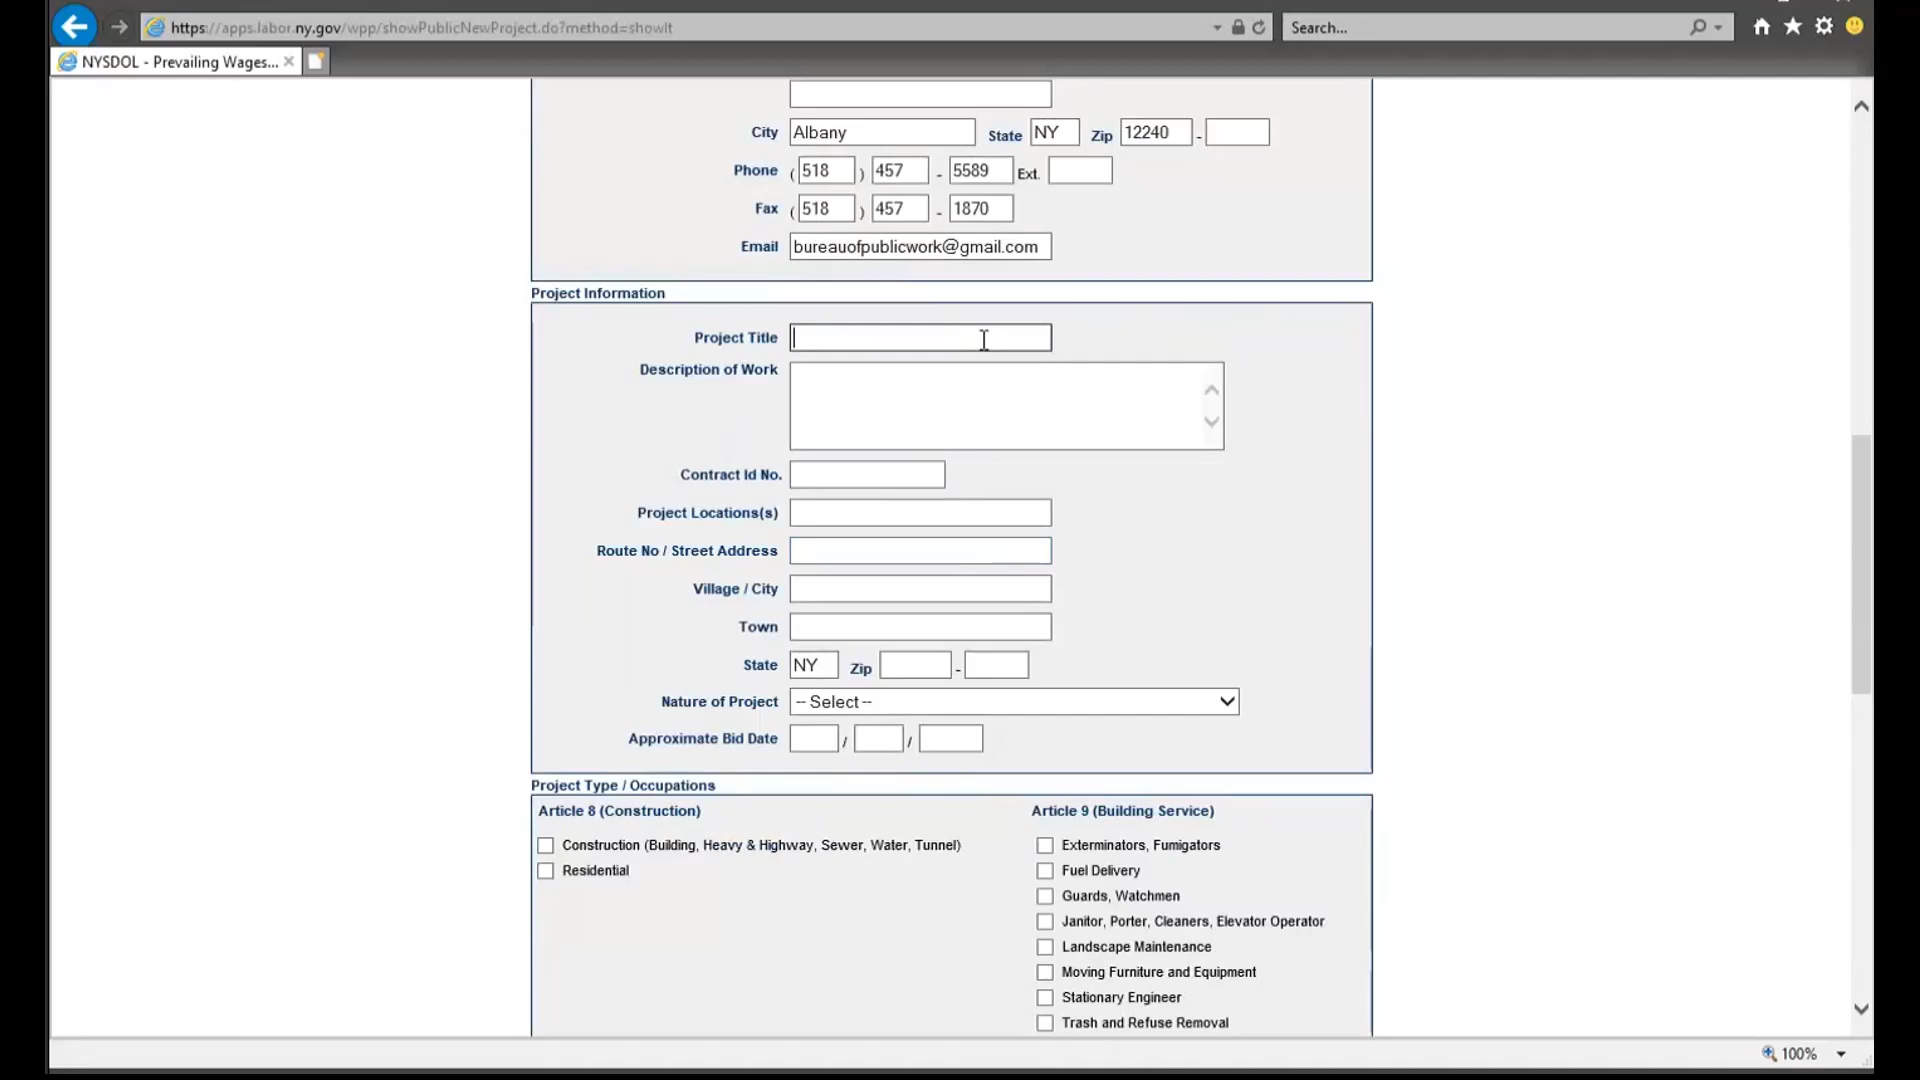 https://apps.labor.ny.gov/wpp/showPublicNewProject.do?method=showIt
Search...
NYSDOL - Prevailing Wages...
City Albany State NY Zip 12240 -
Phone ( 518 ) 457 - 5589 Ext.
Fax ( 518 ) 457 - 1870
Email bureauofpublicwork@gmail.com
Project Information
Project Title
Description of Work
Contract Id No.
Project Locations(s)
Route No / Street Address
Village / City
Town
State NY Zip -
Nature of Project -- Select --
Approximate Bid Date / /
Project Type / Occupations
Article 8 (Construction)
Construction (Building, Heavy & Highway, Sewer, Water, Tunnel)
Residential
Article 9 (Building Service)
Exterminators, Fumigators
Fuel Delivery
Guards, Watchmen
Janitor, Porter, Cleaners, Elevator Operator
Landscape Maintenance
Moving Furniture and Equipment
Stationary Engineer
Trash and Refuse Removal
100%